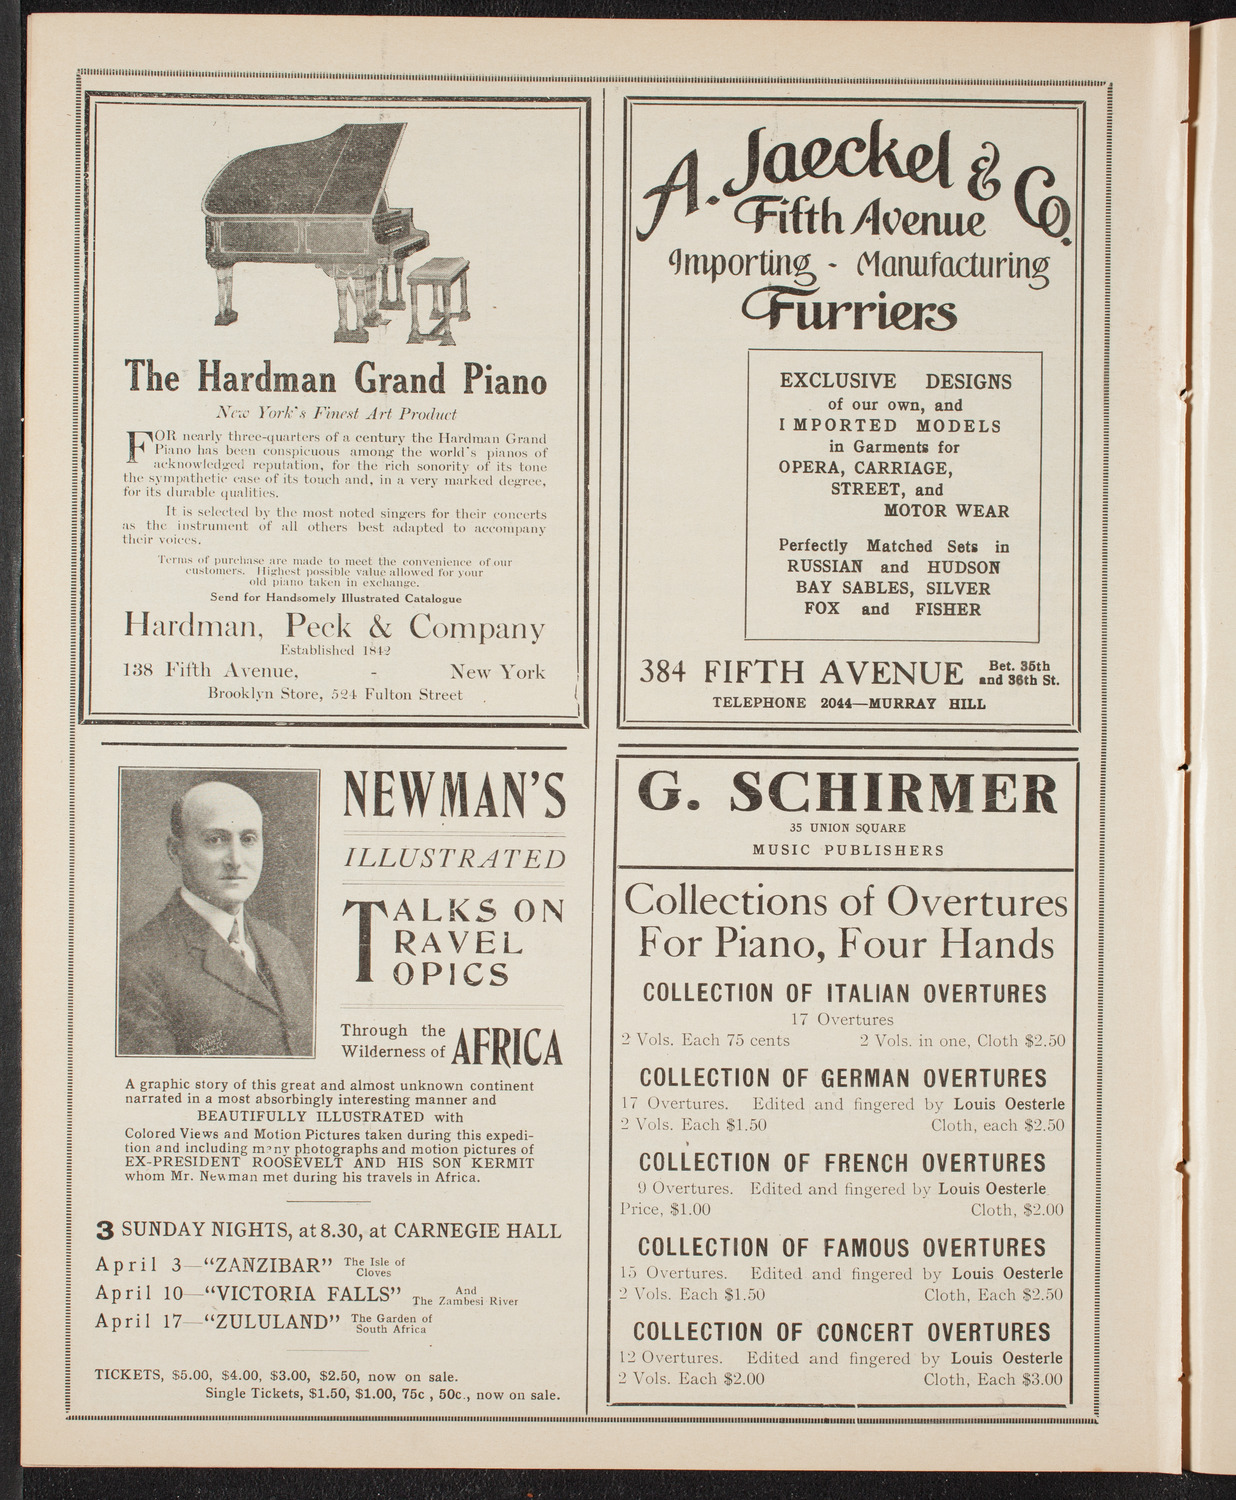 The Hardman Grand Piano
New York's Finest Art Product
FOR nearly three-quarters of a century the Hardman Grand
Piano has been conspicuous among the world's pianos of
acknowledged reputation, for the rich sonority of its tone
the sympathetic ease of its touch and, in a very marked degree,
for its durable qualities.
It is selected by the most noted singers for their concerts
as the instrument of all others best adapted to accompany
their voices.
Terms of purchase are made to meet the convenience of our
customers. Highest possible value allowed for your
old piano taken in exchange.
Send for Handsomely Illustrated Catalogue
Hardman, Peck & Company
Established 1842
138 Fifth Avenue, - New York
Brooklyn Store, 524 Fulton Street
A. Jaeckel & Co.
Fifth Avenue
Importing - Manufacturing
Furriers
EXCLUSIVE DESIGNS
of our own, and
IMPORTED MODELS
in Garments for
OPERA, CARRIAGE,
STREET, and
MOTOR WEAR
Perfectly Matched Sets in
RUSSIAN and HUDSON
BAY SABLES, SILVER
FOX and FISHER
384 FIFTH AVENUE Bet. 35th
and 36th St.
TELEPHONE 2044—MURRAY HILL
NEWMAN'S
ILLUSTRATED
TALKS ON
RAVEL
OPICS
Through the
Wilderness of AFRICA
A graphic story of this great and almost unknown continent
narrated in a most absorbingly interesting manner and
BEAUTIFULLY ILLUSTRATED with
Colored Views and Motion Pictures taken during this expedi-
tion and including many photographs and motion pictures of
EX-PRESIDENT ROOSEVELT AND HIS SON KERMIT
whom Mr. Newman met during his travels in Africa.
3 SUNDAY NIGHTS, at 8.30, at CARNEGIE HALL
April 3—"ZANZIBAR" The Isle of
Cloves
April 10—"VICTORIA FALLS" And
The Zambesi River
April 17—"ZULULAND" The Garden of
South Africa
TICKETS, $5.00, $4.00, $3.00, $2.50, now on sale.
Single Tickets, $1.50, $1.00, 75c, 50c., now on sale.
G. SCHIRMER
35 UNION SQUARE
MUSIC PUBLISHERS
Collections of Overtures
For Piano, Four Hands
COLLECTION OF ITALIAN OVERTURES
17 Overtures
2 Vols. Each 75 cents 2 Vols. in one, Cloth $2.50
COLLECTION OF GERMAN OVERTURES
17 Overtures. Edited and fingered by Louis Oesterle
2 Vols. Each $1.50 Cloth, each $2.50
COLLECTION OF FRENCH OVERTURES
9 Overtures. Edited and fingered by Louis Oesterle
Price, $1.00 Cloth, $2.00
COLLECTION OF FAMOUS OVERTURES
15 Overtures. Edited and fingered by Louis Oesterle
2 Vols. Each $1.50 Cloth, Each $2.50
COLLECTION OF CONCERT OVERTURES
12 Overtures. Edited and fingered by Louis Oesterle
2 Vols. Each $2.00 Cloth, Each $3.00